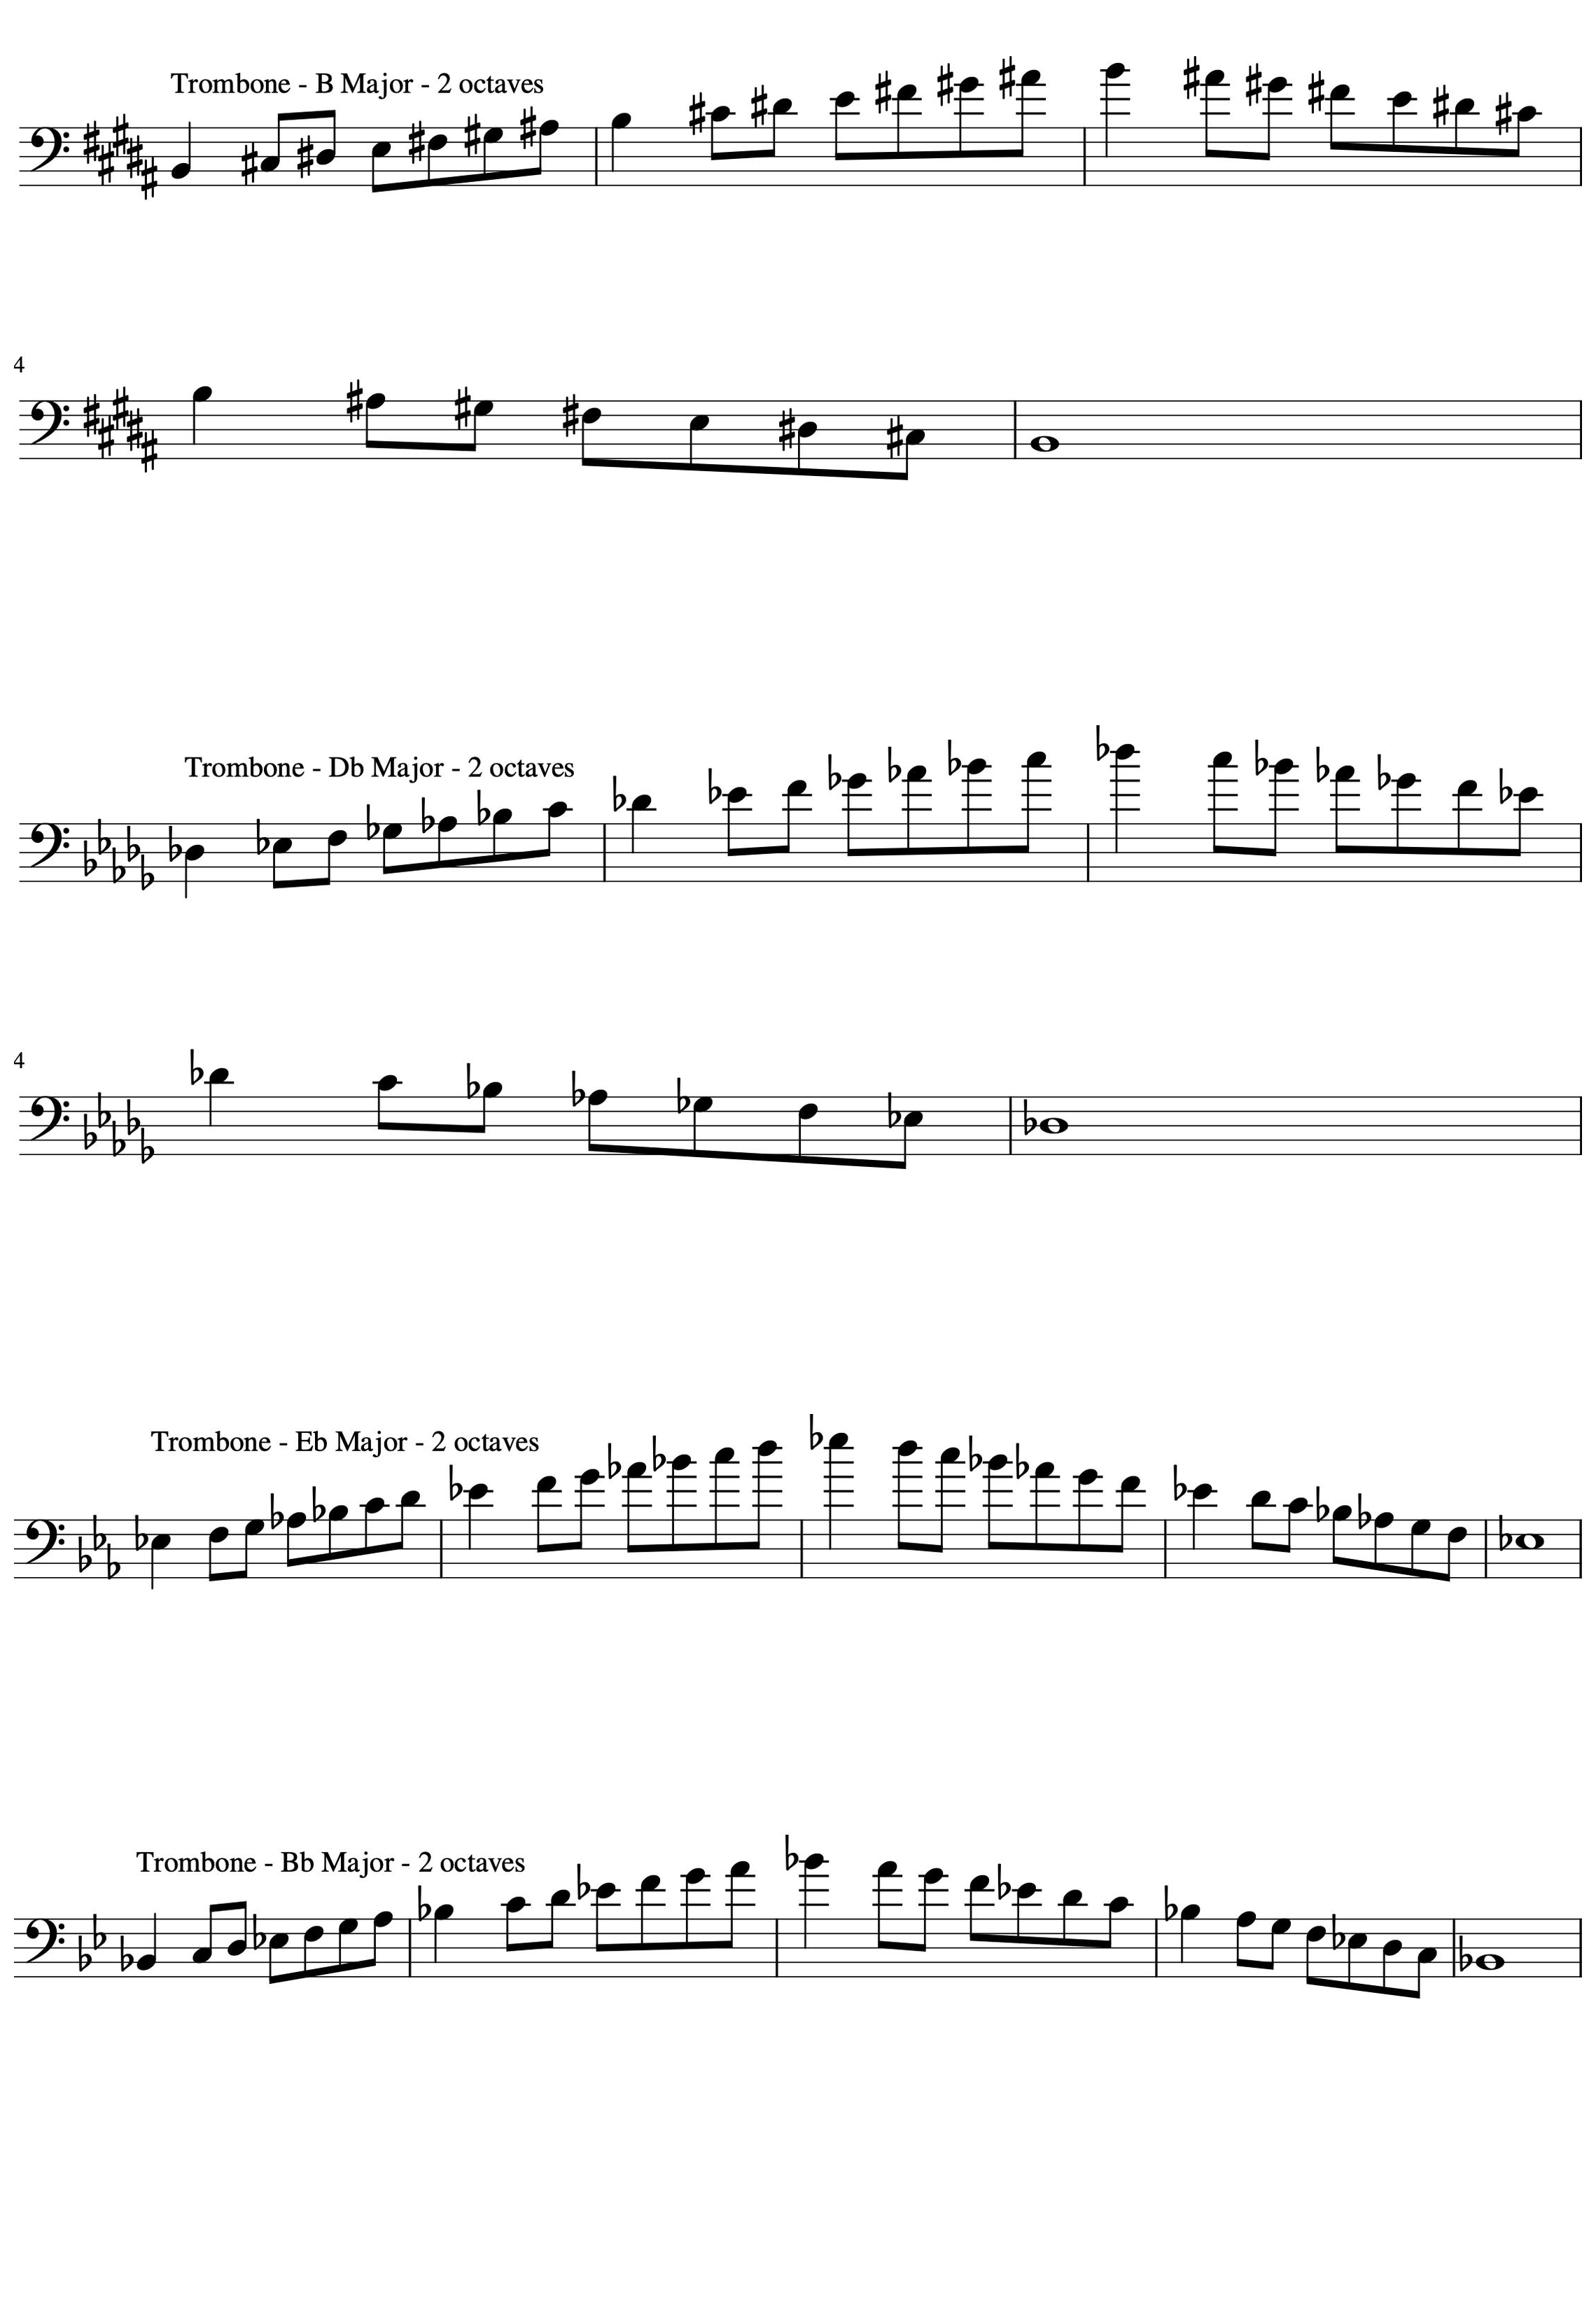 Trombone - B Major - 2 octaves
4
Trombone - Db Major - 2 octaves
4
Trombone - Eb Major - 2 octaves
Trombone - Bb Major - 2 octaves